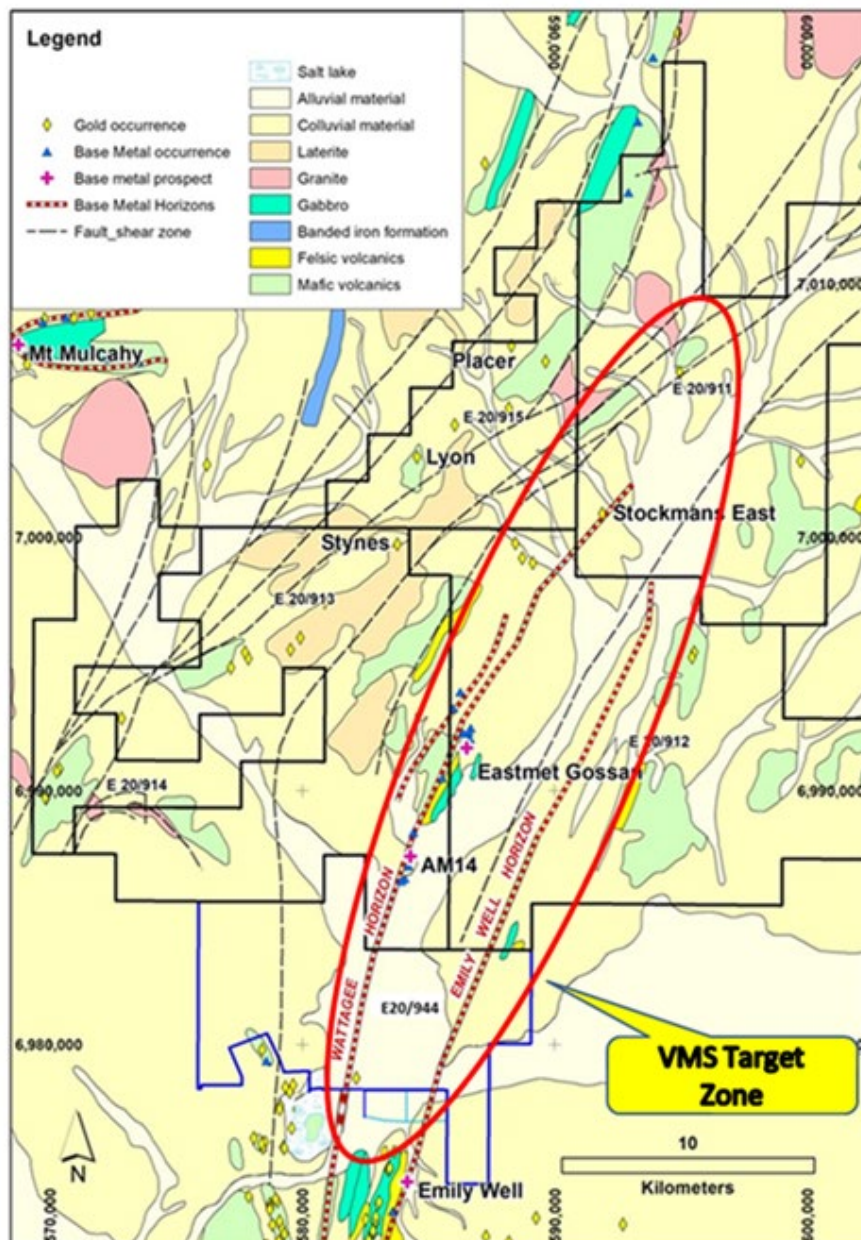 Legend
Gold occurrence
Base Metal occurrence
Base metal prospect
Base Metal Horizons
Fault_shear zone
Salt lake
Alluvial material
Colluvial material
Laterite
Granite
Gabbro
Banded iron formation
Felsic volcanics
Mafic volcanics
590,000
600,000
7,010,000
Mt Mulcahy
Placer
E 20/911
E 20/915
Lyon
Stockmans East
7,000,000
7,000,000
Stynes
E 20/913
E 20/912
Eastmet Gossan
E 20/914
6,990,000
6,990,000
AM14
WATTAGEE HORIZON
EMILY WELL HORIZON
E20/944
6,980,000
6,980,000
VMS Target
Zone
N
10
Kilometers
Emily Well
570,000
580,000
590,000
600,000